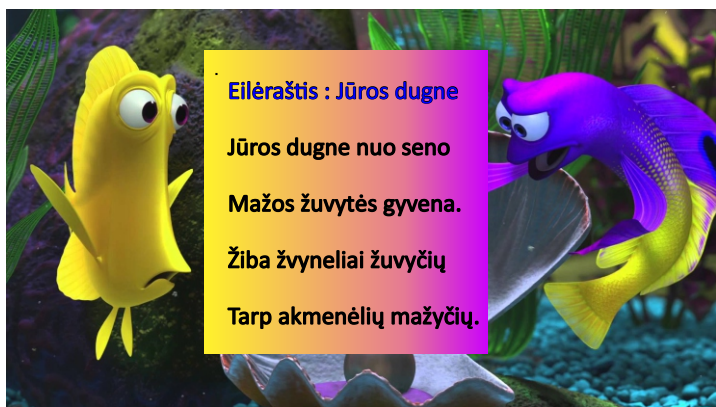 Eilėraštis : Jūros dugne
Jūros dugne nuo seno
Mažos žuvytės gyvena.
Žiba žvyneliai žuvyčių
Tarp akmenėlių mažyčių.